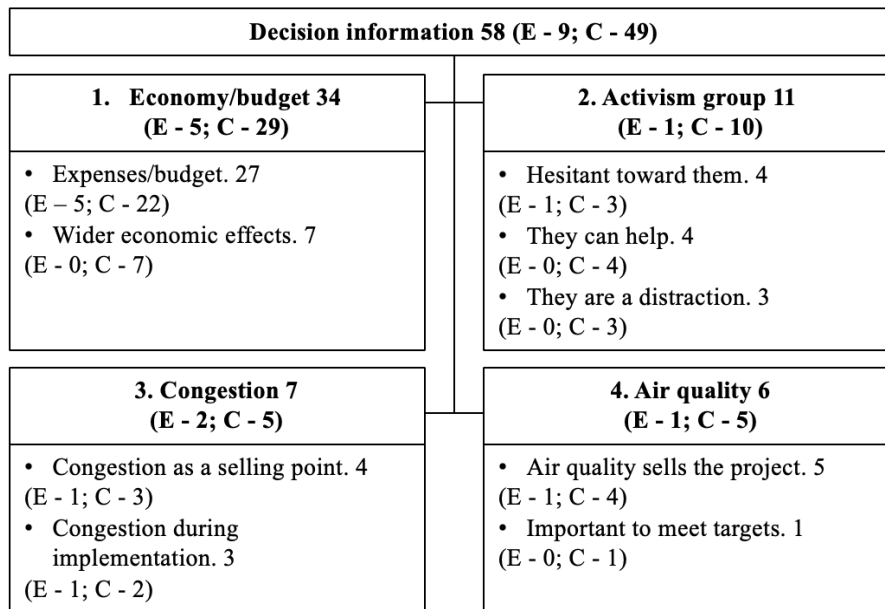 Decision information 58 (E - 9; C - 49)
1. Economy/budget 34
(E - 5; C - 29)
• Expenses/budget. 27
(E – 5; C - 22)
• Wider economic effects. 7
(E - 0; C - 7)
2. Activism group 11
(E - 1; C - 10)
• Hesitant toward them. 4
(E - 1; C - 3)
• They can help. 4
(E - 0; C - 4)
• They are a distraction. 3
(E - 0; C - 3)
3. Congestion 7
(E - 2; C - 5)
• Congestion as a selling point. 4
(E - 1; C - 3)
• Congestion during
implementation. 3
(E - 1; C - 2)
4. Air quality 6
(E - 1; C - 5)
• Air quality sells the project. 5
(E - 1; C - 4)
• Important to meet targets. 1
(E - 0; C - 1)